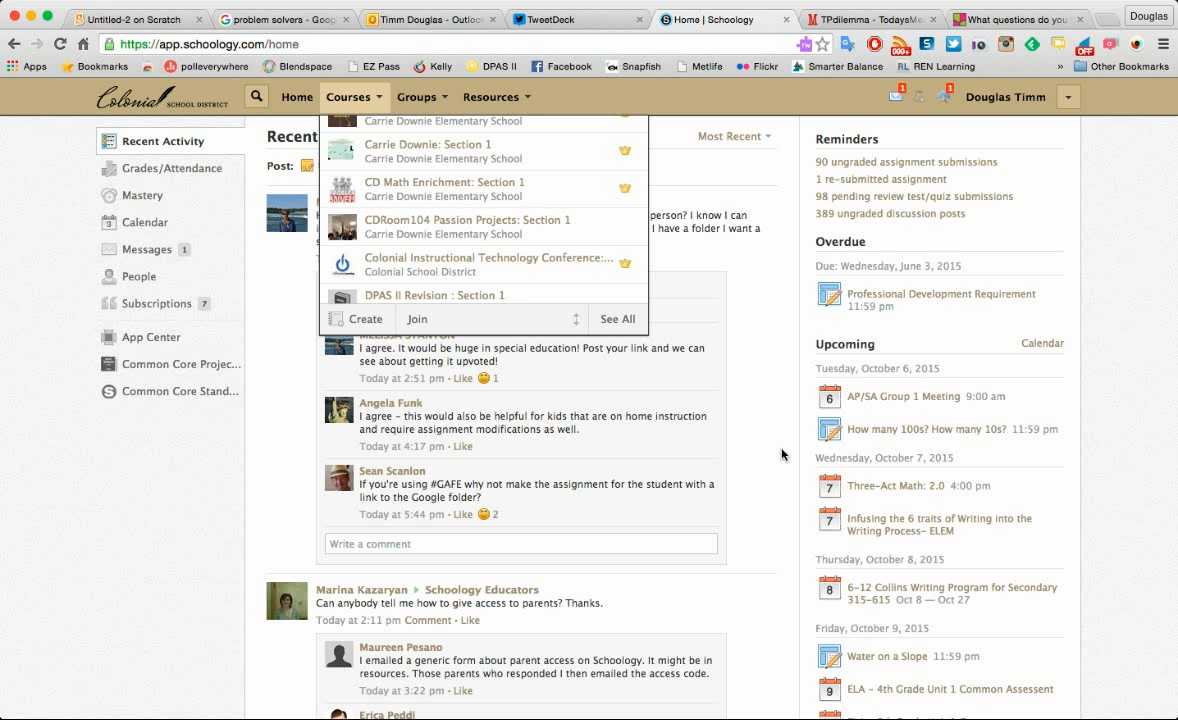 Untitled-2 on Scratch
problem solvers - Goog
Timm Douglas - Outlook
TweetDeck
Home | Schoology
TPdilemma - TodaysMe
What questions do you
Douglas
https://app.schoology.com/home
Apps
Bookmarks
polleverywhere
Blendspace
EZ Pass
Kelly
DPAS II
Facebook
Snapfish
Metlife
Flickr
Smarter Balance
RL REN Learning
»
Other Bookmarks
Colonial SCHOOL DISTRICT
Home
Courses
Groups
Resources
1
1
Douglas Timm
Recent Activity
Grades/Attendance
Mastery
Calendar
Messages 1
People
Subscriptions 7
App Center
Common Core Projec...
Common Core Stand...
Recent
Most Recent
Post:
Carrie Downie Elementary School
Carrie Downie: Section 1
Carrie Downie Elementary School
CD Math Enrichment: Section 1
Carrie Downie Elementary School
CDRoom104 Passion Projects: Section 1
Carrie Downie Elementary School
Colonial Instructional Technology Conference:...
Colonial School District
DPAS II Revision : Section 1
Create
Join
See All
person? I know I can
I have a folder I want a
MELISSA STANTON
I agree. It would be huge in special education! Post your link and we can
see about getting it upvoted!
Today at 2:51 pm · Like 1
Angela Funk
I agree - this would also be helpful for kids that are on home instruction
and require assignment modifications as well.
Today at 4:17 pm · Like
Sean Scanlon
If you're using #GAFE why not make the assignment for the student with a
link to the Google folder?
Today at 5:44 pm · Like 2
Write a comment
Marina Kazaryan Schoology Educators
Can anybody tell me how to give access to parents? Thanks.
Today at 2:11 pm Comment · Like
Maureen Pesano
I emailed a generic form about parent access on Schoology. It might be in
resources. Those parents who responded I then emailed the access code.
Today at 3:22 pm · Like
Erica Peddi
Reminders
90 ungraded assignment submissions
1 re-submitted assignment
98 pending review test/quiz submissions
389 ungraded discussion posts
Overdue
Due: Wednesday, June 3, 2015
Professional Development Requirement
11:59 pm
Upcoming
Calendar
Tuesday, October 6, 2015
6 AP/SA Group 1 Meeting 9:00 am
How many 100s? How many 10s? 11:59 pm
Wednesday, October 7, 2015
7 Three-Act Math: 2.0 4:00 pm
7 Infusing the 6 traits of Writing into the
Writing Process- ELEM
Thursday, October 8, 2015
8 6-12 Collins Writing Program for Secondary
315-615 Oct 8 — Oct 27
Friday, October 9, 2015
Water on a Slope 11:59 pm
9 ELA - 4th Grade Unit 1 Common Assessent